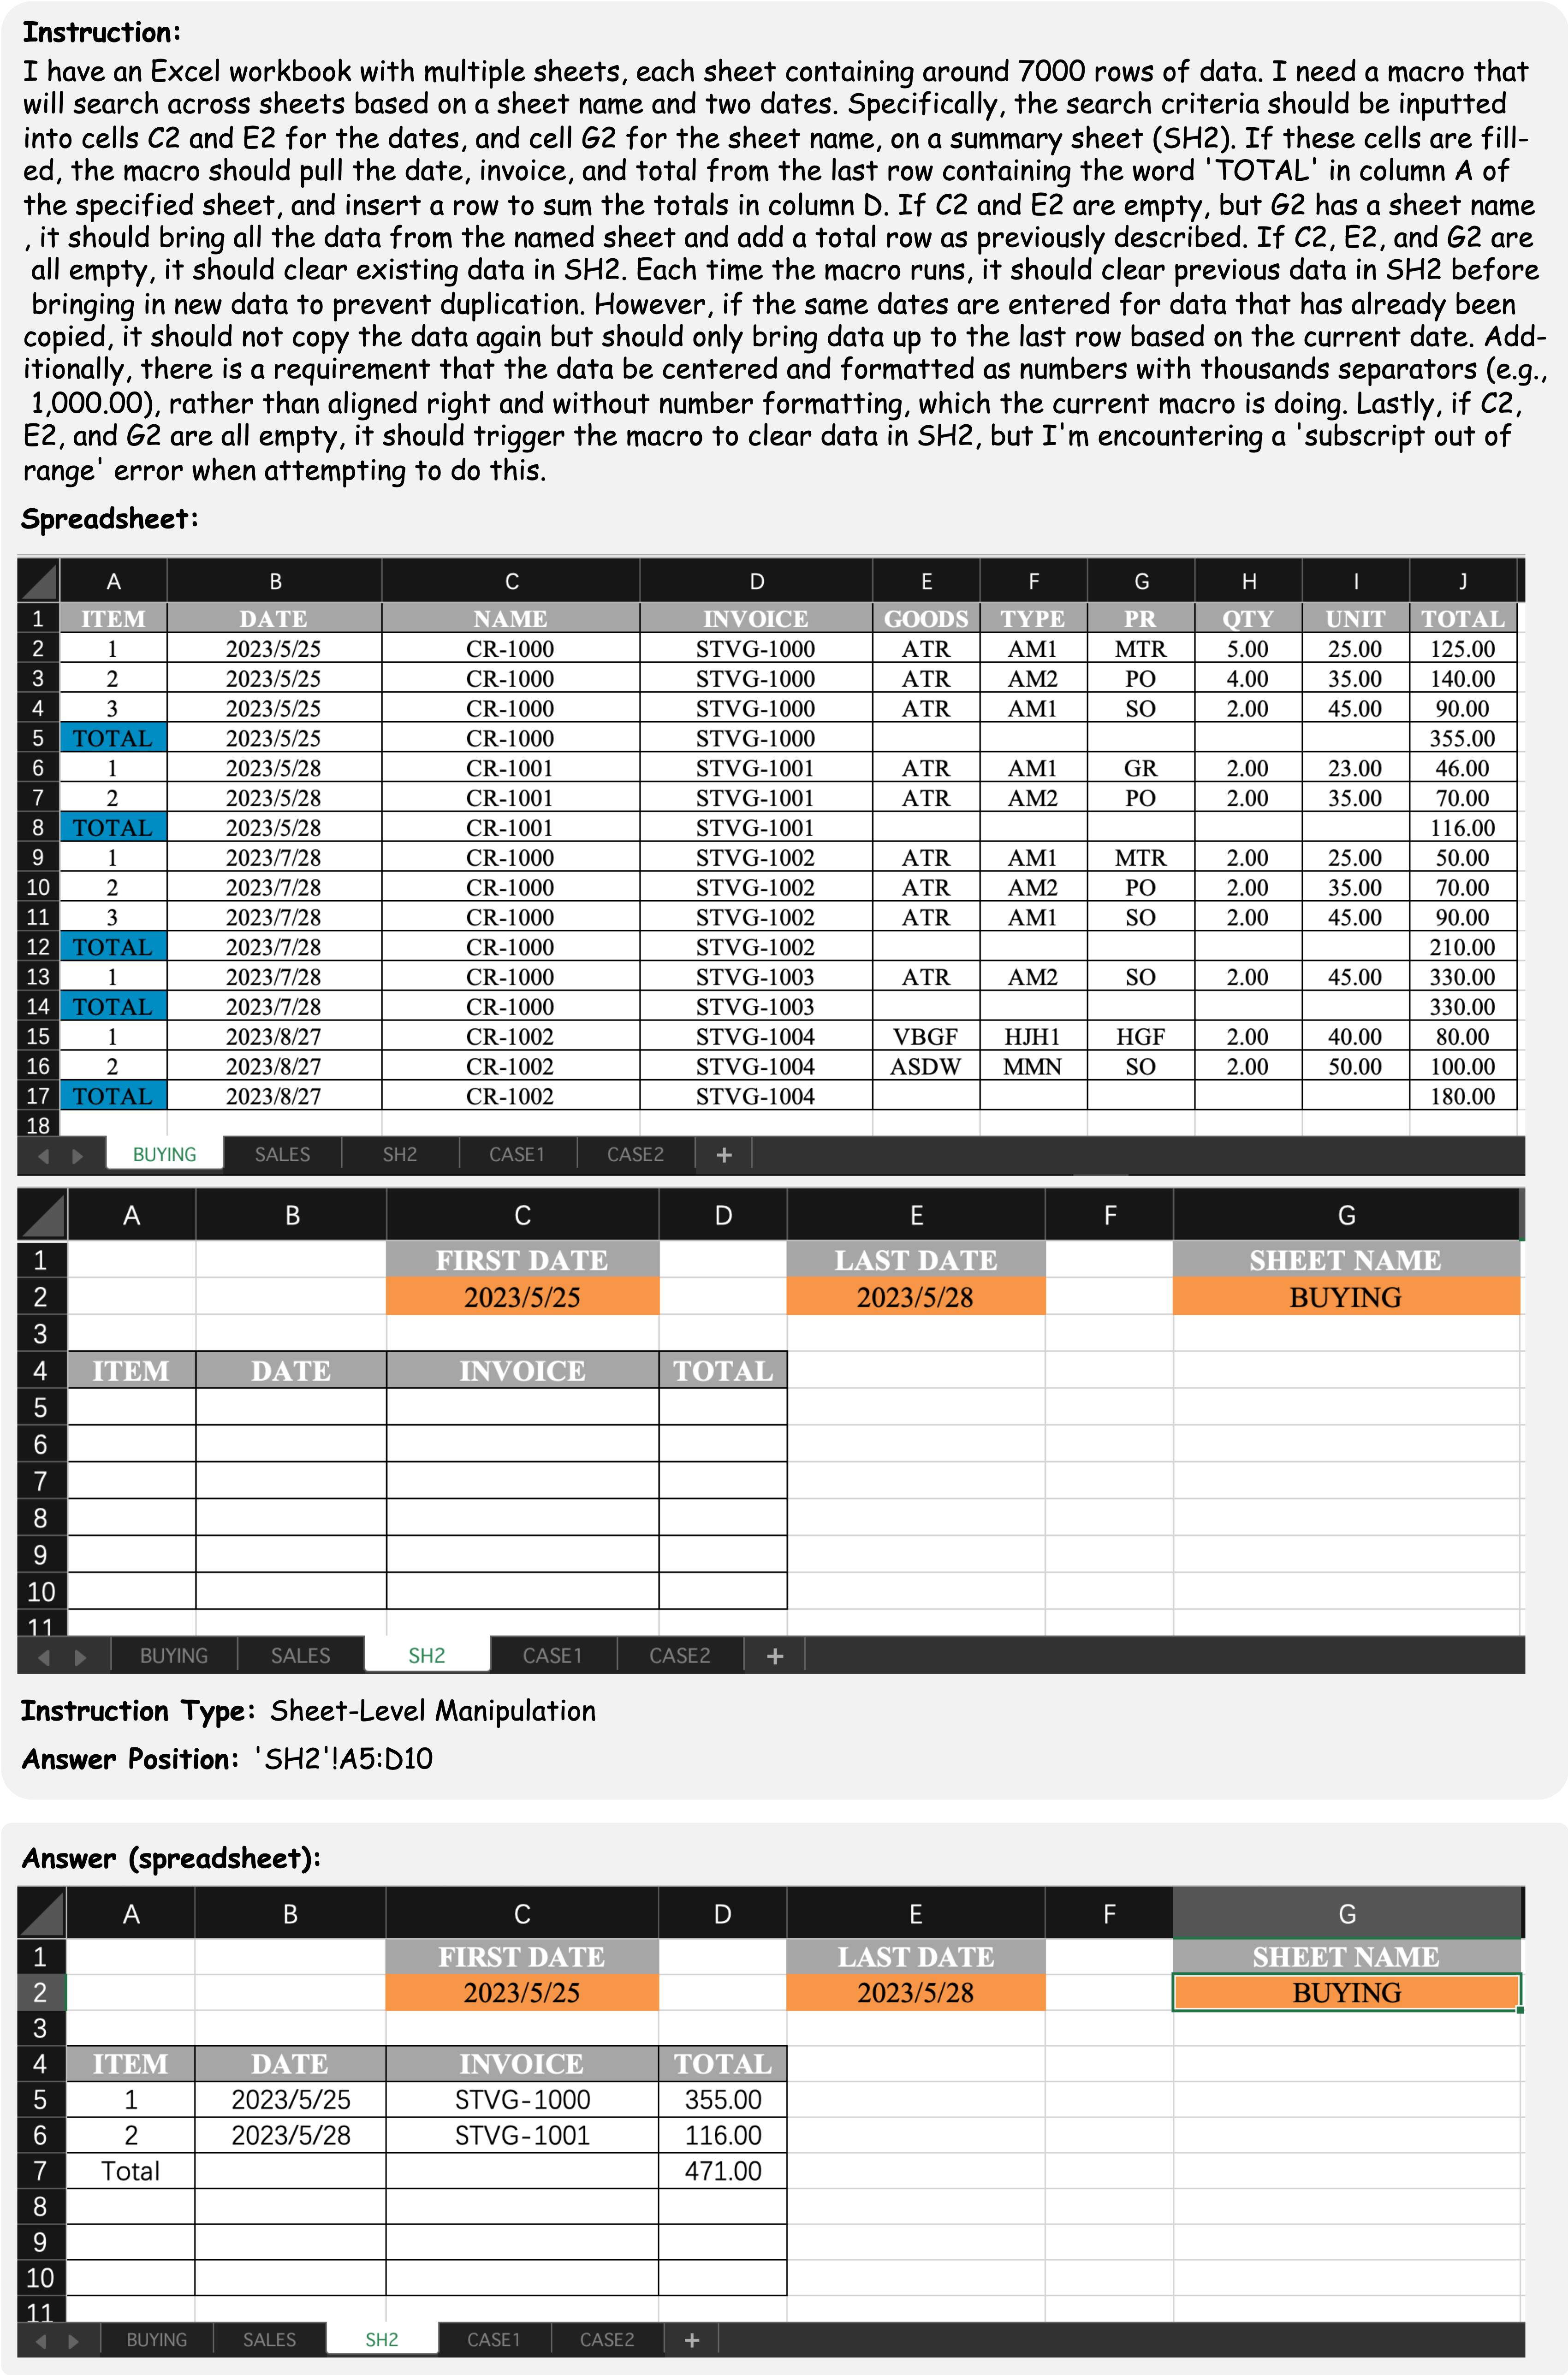 Instruction:
I have an Excel workbook with multiple sheets, each sheet containing around 7000 rows of data. I need a macro that
will search across sheets based on a sheet name and two dates. Specifically, the search criteria should be inputted
into cells C2 and E2 for the dates, and cell G2 for the sheet name, on a summary sheet (SH2). If these cells are fill-
ed, the macro should pull the date, invoice, and total from the last row containing the word 'TOTAL' in column A of
the specified sheet, and insert a row to sum the totals in column D. If C2 and E2 are empty, but G2 has a sheet name
, it should bring all the data from the named sheet and add a total row as previously described. If C2, E2, and G2 are
all empty, it should clear existing data in SH2. Each time the macro runs, it should clear previous data in SH2 before
bringing in new data to prevent duplication. However, if the same dates are entered for data that has already been
copied, it should not copy the data again but should only bring data up to the last row based on the current date. Add-
itionally, there is a requirement that the data be centered and formatted as numbers with thousands separators (e.g.,
1,000.00), rather than aligned right and without number formatting, which the current macro is doing. Lastly, if C2,
E2, and G2 are all empty, it should trigger the macro to clear data in SH2, but I'm encountering a 'subscript out of
range' error when attempting to do this.
Spreadsheet:
A B C D E F G H I J
1 ITEM DATE NAME INVOICE GOODS TYPE PR QTY UNIT TOTAL
2 1 2023/5/25 CR-1000 STVG-1000 ATR AM1 MTR 5.00 25.00 125.00
3 2 2023/5/25 CR-1000 STVG-1000 ATR AM2 PO 4.00 35.00 140.00
4 3 2023/5/25 CR-1000 STVG-1000 ATR AM1 SO 2.00 45.00 90.00
5 TOTAL 2023/5/25 CR-1000 STVG-1000 355.00
6 1 2023/5/28 CR-1001 STVG-1001 ATR AM1 GR 2.00 23.00 46.00
7 2 2023/5/28 CR-1001 STVG-1001 ATR AM2 PO 2.00 35.00 70.00
8 TOTAL 2023/5/28 CR-1001 STVG-1001 116.00
9 1 2023/7/28 CR-1000 STVG-1002 ATR AM1 MTR 2.00 25.00 50.00
10 2 2023/7/28 CR-1000 STVG-1002 ATR AM2 PO 2.00 35.00 70.00
11 3 2023/7/28 CR-1000 STVG-1002 ATR AM1 SO 2.00 45.00 90.00
12 TOTAL 2023/7/28 CR-1000 STVG-1002 210.00
13 1 2023/7/28 CR-1000 STVG-1003 ATR AM2 SO 2.00 45.00 330.00
14 TOTAL 2023/7/28 CR-1000 STVG-1003 330.00
15 1 2023/8/27 CR-1002 STVG-1004 VBGF HJH1 HGF 2.00 40.00 80.00
16 2 2023/8/27 CR-1002 STVG-1004 ASDW MMN SO 2.00 50.00 100.00
17 TOTAL 2023/8/27 CR-1002 STVG-1004 180.00
18
BUYING SALES SH2 CASE1 CASE2 +
A B C D E F G
1 FIRST DATE LAST DATE SHEET NAME
2 2023/5/25 2023/5/28 BUYING
3
4 ITEM DATE INVOICE TOTAL
5
6
7
8
9
10
11
BUYING SALES SH2 CASE1 CASE2 +
Instruction Type: Sheet-Level Manipulation
Answer Position: 'SH2'!A5:D10
Answer (spreadsheet):
A B C D E F G
1 FIRST DATE LAST DATE SHEET NAME
2 2023/5/25 2023/5/28 BUYING
3
4 ITEM DATE INVOICE TOTAL
5 1 2023/5/25 STVG-1000 355.00
6 2 2023/5/28 STVG-1001 116.00
7 Total 471.00
8
9
10
11
BUYING SALES SH2 CASE1 CASE2 +